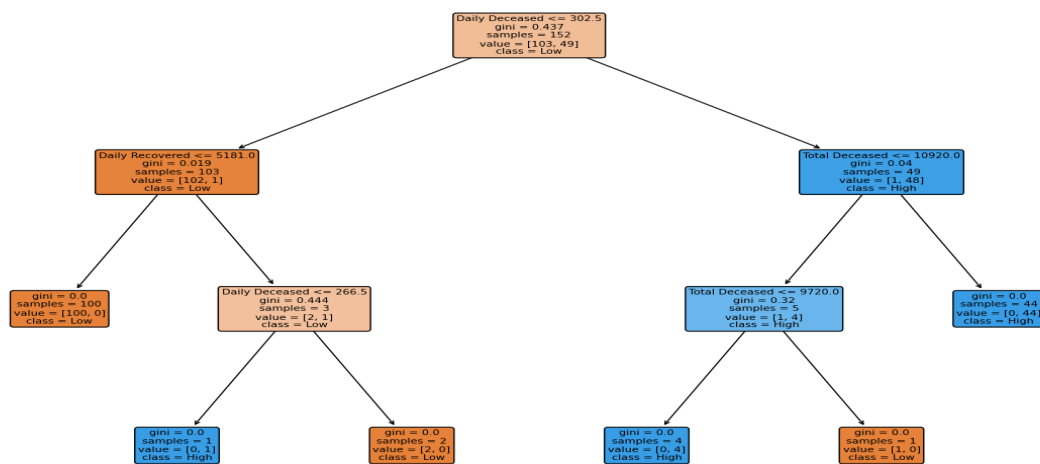 Daily Deceased <= 302.5
gini = 0.437
samples = 152
value = [103, 49]
class = Low
Daily Recovered <= 5181.0
gini = 0.019
samples = 103
value = [102, 1]
class = Low
Total Deceased <= 10920.0
gini = 0.04
samples = 49
value = [1, 48]
class = High
gini = 0.0
samples = 100
value = [100, 0]
class = Low
Daily Deceased <= 266.5
gini = 0.444
samples = 3
value = [2, 1]
class = Low
Total Deceased <= 9720.0
gini = 0.32
samples = 5
value = [1, 4]
class = High
gini = 0.0
samples = 44
value = [0, 44]
class = High
gini = 0.0
samples = 1
value = [0, 1]
class = High
gini = 0.0
samples = 2
value = [2, 0]
class = Low
gini = 0.0
samples = 4
value = [0, 4]
class = High
gini = 0.0
samples = 1
value = [1, 0]
class = Low